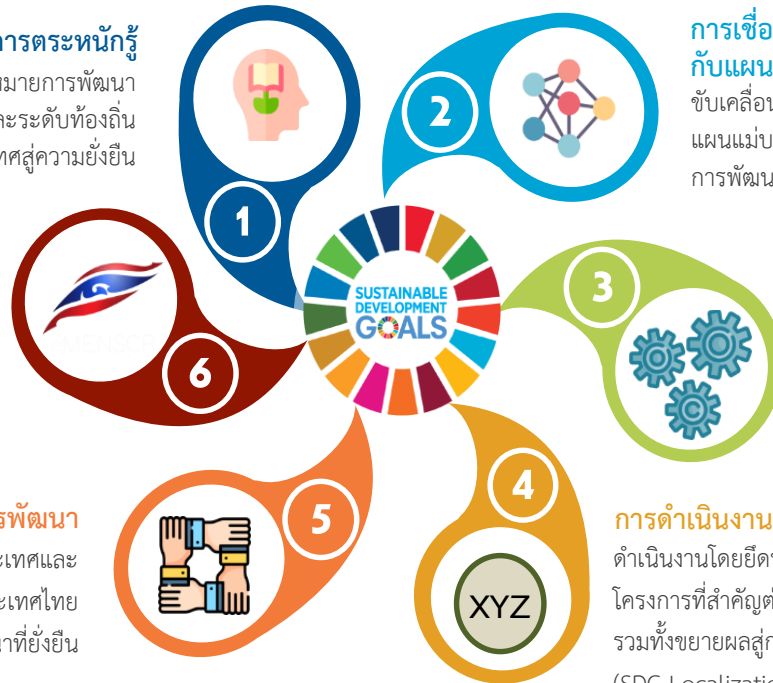 การตระหนักรู้
หมายการพัฒนา
ละระดับท้องถิ่น
ทศสู่ความยั่งยืน
1
2
การเชื่อ
กับแผน
ขับเคลื่อน
แผนแม่บ
การพัฒน
3
SUSTAINABLE
DEVELOPMENT
GOALS
6
5
รพัฒนา
ะเทศและ
ะเทศไทย
นาที่ยั่งยืน
4
XYZ
การดำเนินงาน
ดำเนินงานโดยยึด
โครงการที่สำคัญต่
รวมทั้งขยายผลสู่ก
(SDG Localizatio